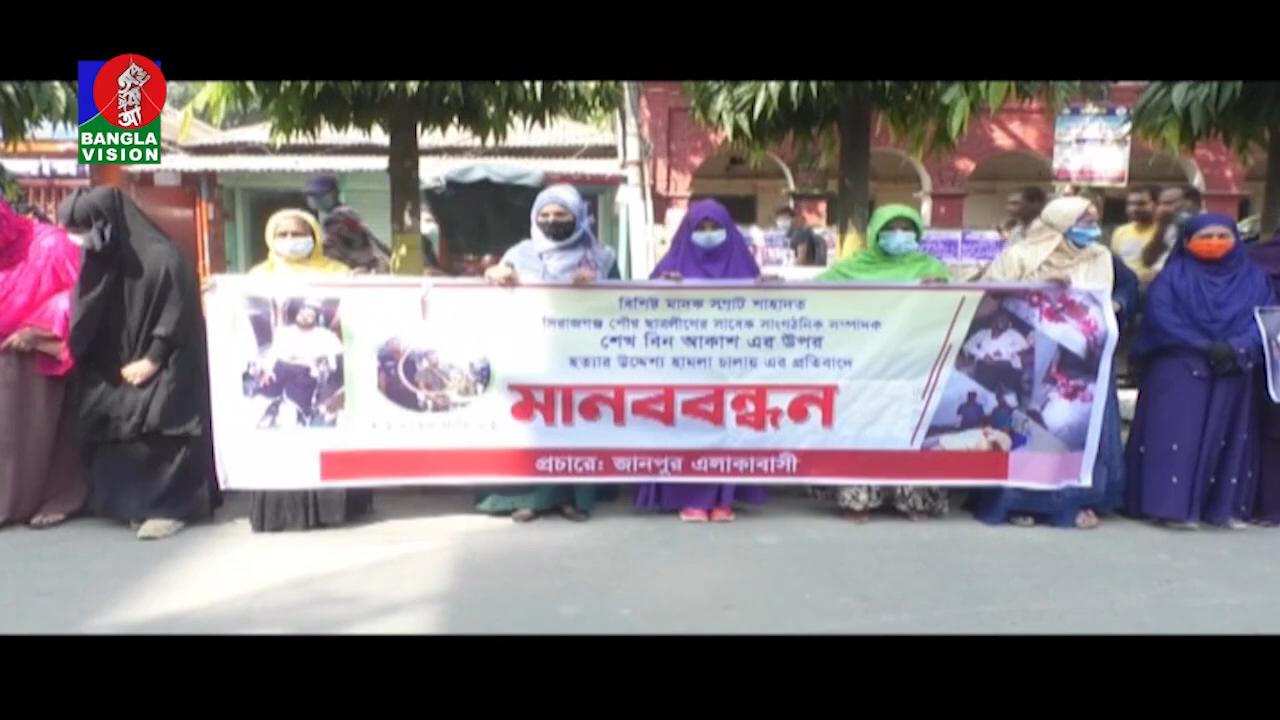 BANGLA
VISION
বিশিষ্ট মাদক সম্রাট শাহাদত
সিরাজগঞ্জ পৌর ছাত্রলীগের সাবেক সাংগঠনিক সম্পাদক
শেখ বিন আকাশ এর উপর
হত্যার উদ্দেশ্য হামলা চালায় এর প্রতিবাদে
মানববন্ধন
প্রচারে: জানপুর এলাকাবাসী